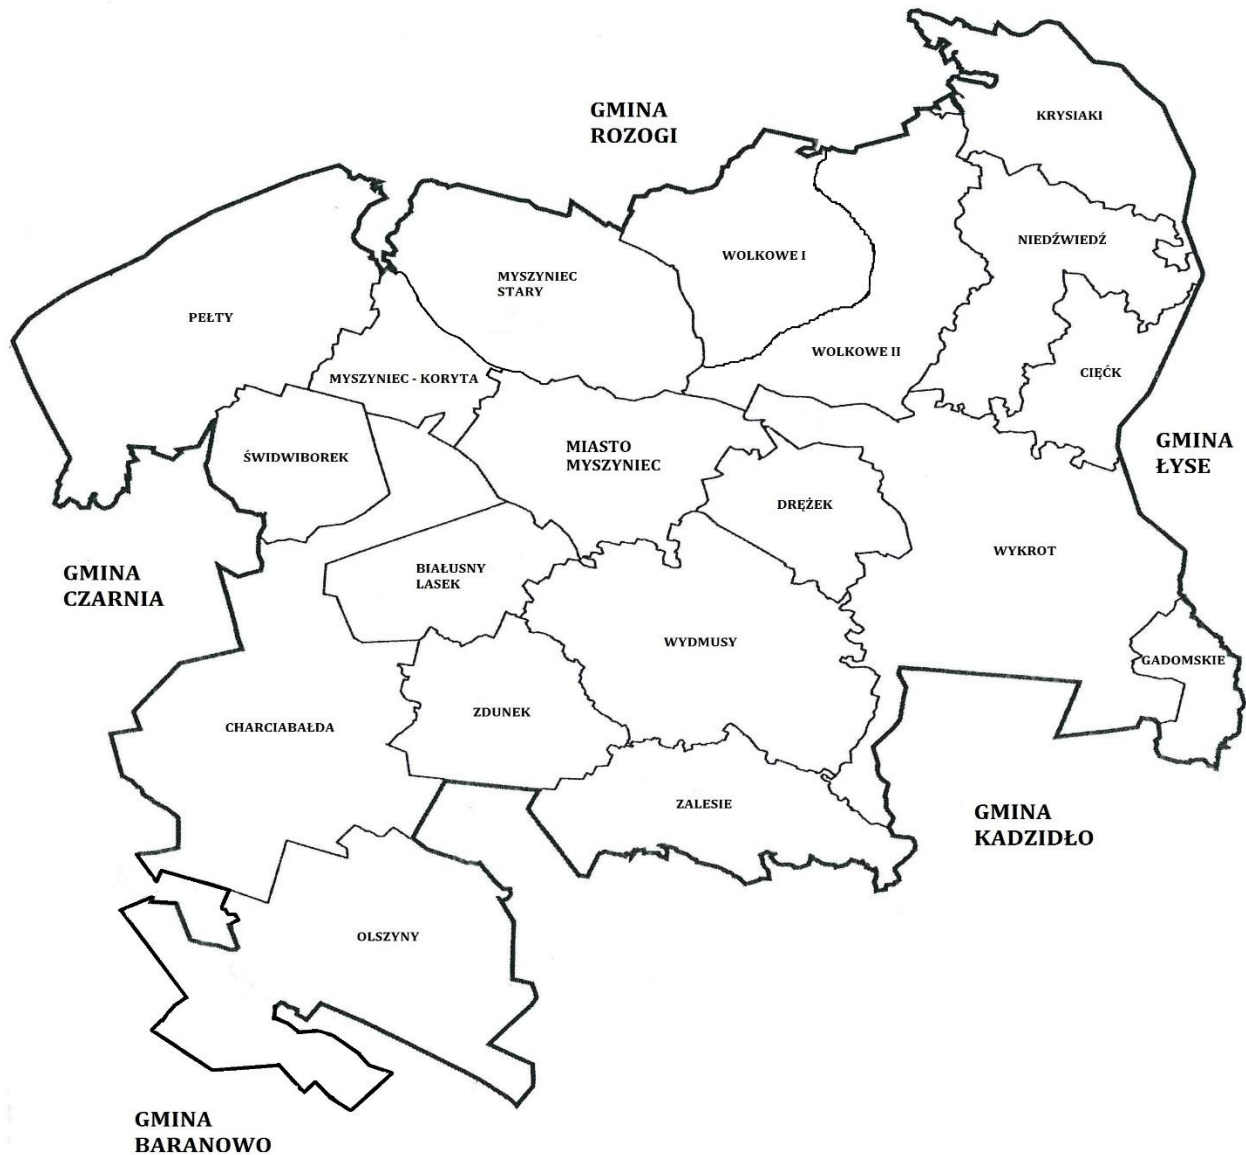 GMINA
ROZOGI
KRYSIAKI
NIEDŹWIEDŹ
WOLKOWE I
MYSZYNIEC
STARY
PEŁTY
WOLKOWE II
CIĘĆK
MYSZYNIEC - KORYTA
GMINA
ŁYSE
MIASTO
MYSZYNIEC
ŚWIDWIBOREK
DRĘŻEK
WYKROT
GMINA
CZARNIA
BIAŁUSNY
LASEK
WYDMUSY
GADOMSKIE
ZDUNEK
CHARCIABAŁDA
ZALESIE
GMINA
KADZIDŁO
OLSZYNY
GMINA
BARANOWO